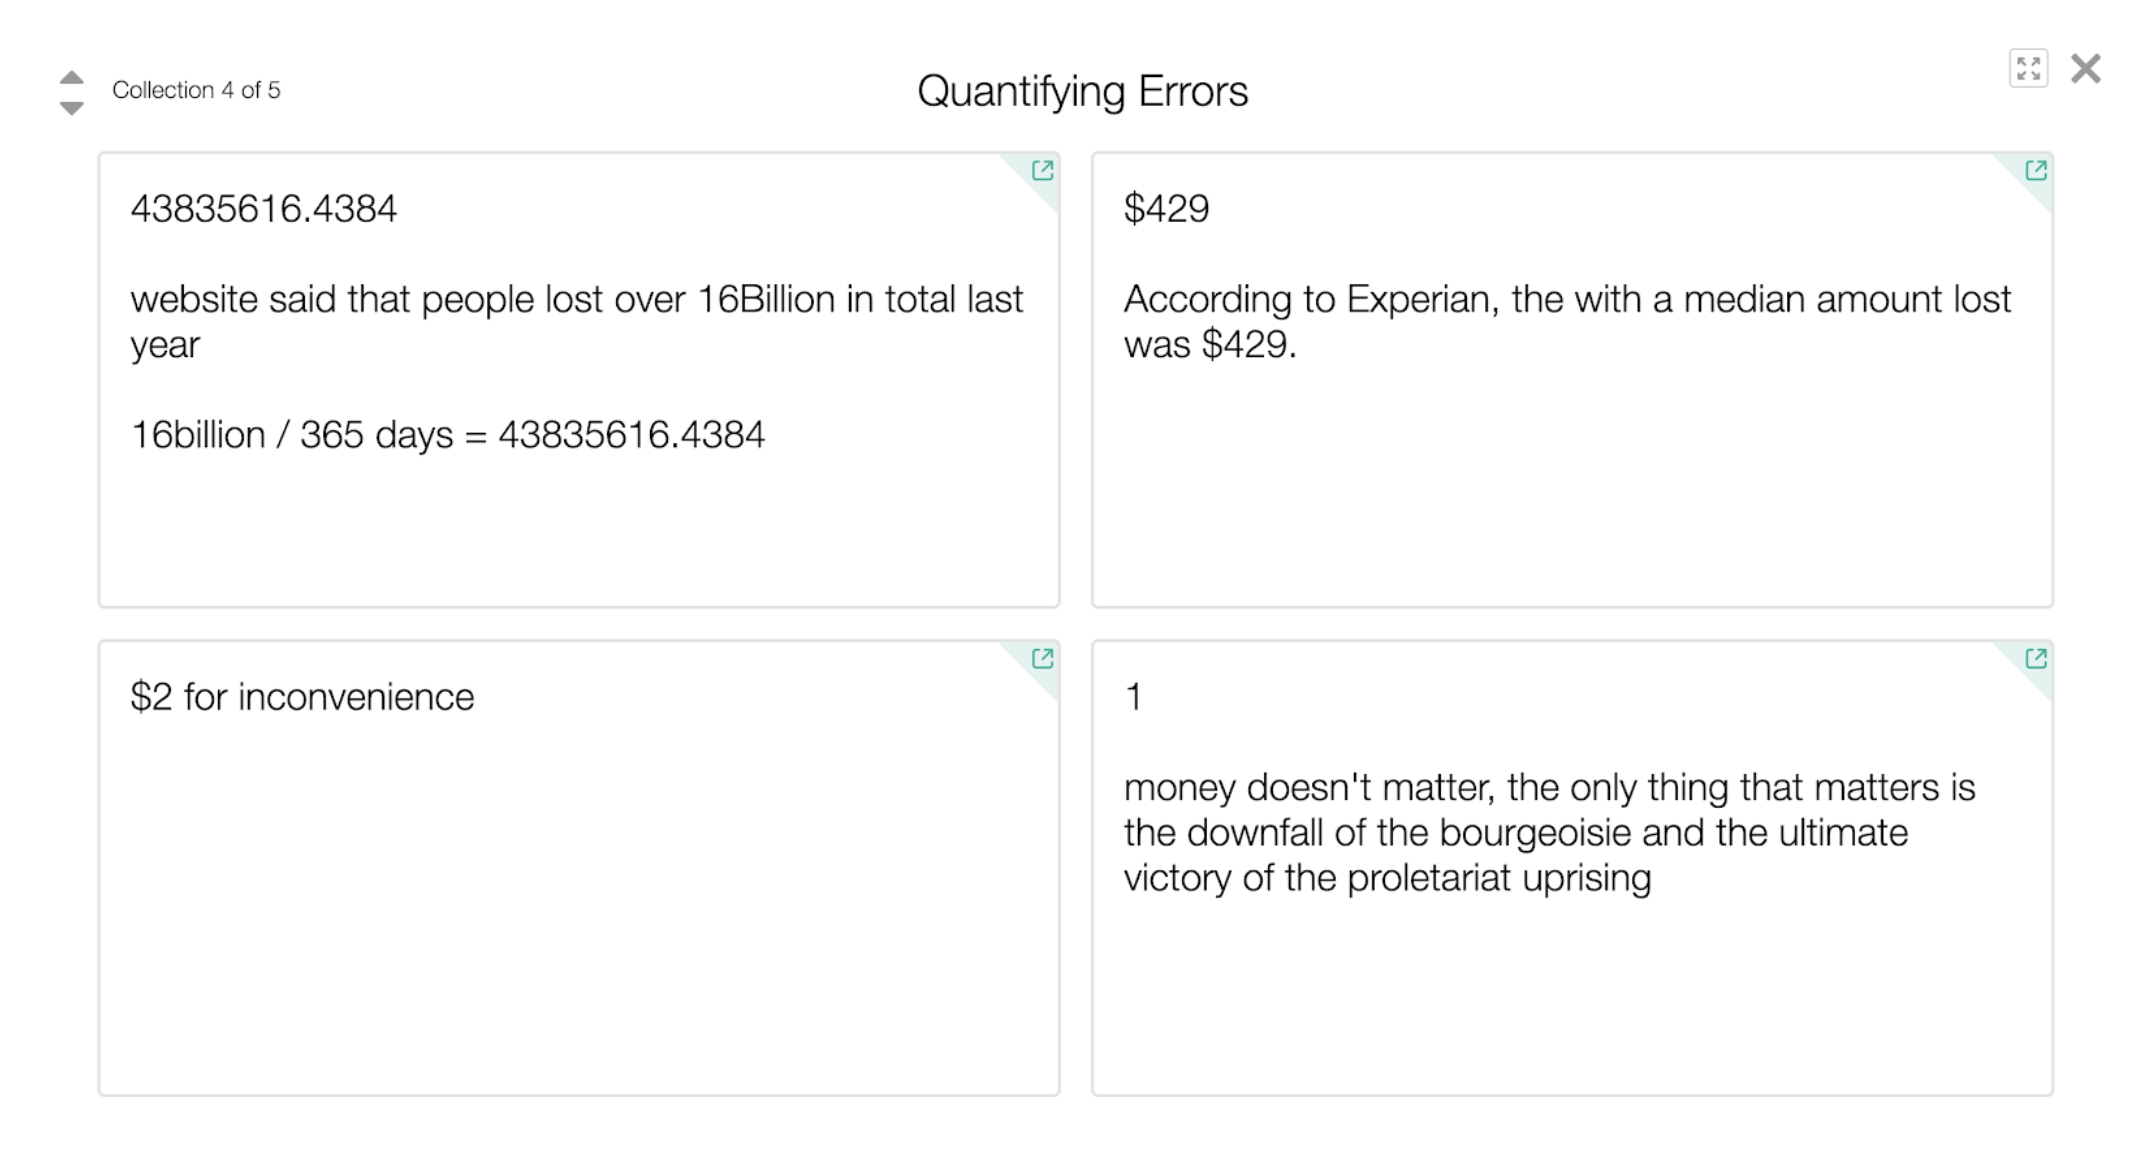 Collection 4 of 5
Quantifying Errors
43835616.4384
website said that people lost over 16Billion in total last
year
16billion / 365 days = 43835616.4384
$429
According to Experian, the with a median amount lost
was $429.
$2 for inconvenience
1
money doesn't matter, the only thing that matters is
the downfall of the bourgeoisie and the ultimate
victory of the proletariat uprising